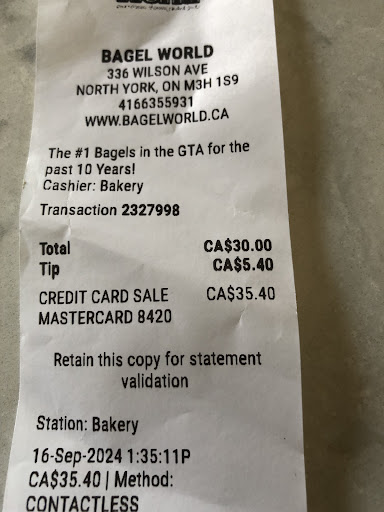 BAGEL WORLD
336 WILSON AVE
NORTH YORK, ON M3H 1S9
4166355931
WWW.BAGELWORLD.CA
The #1 Bagels in the GTA for the
past 10 Years!
Cashier: Bakery
Transaction 2327998
Total CA$30.00
Tip CA$5.40
CREDIT CARD SALE CA$35.40
MASTERCARD 8420
Retain this copy for statement
validation
Station: Bakery
16-Sep-2024 1:35:11P
CA$35.40 | Method:
CONTACTLESS